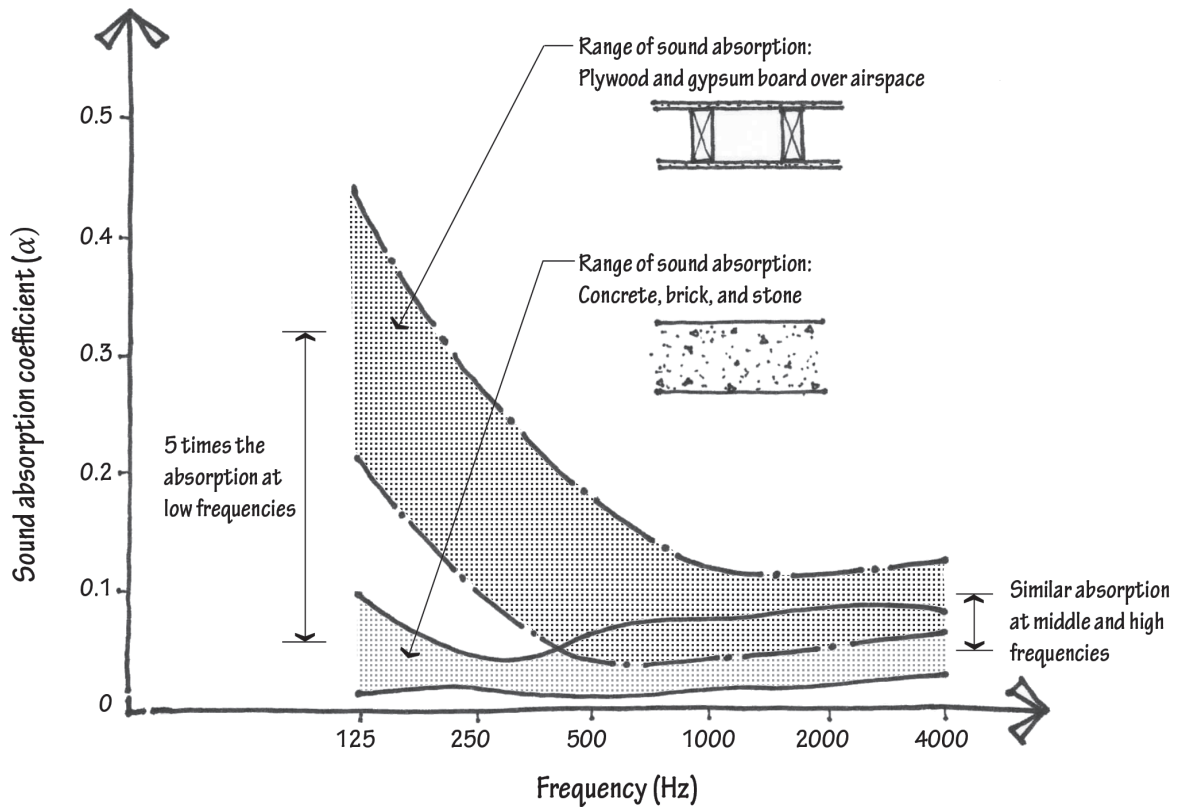 Range of sound absorption:
Plywood and gypsum board over airspace
Range of sound absorption:
Concrete, brick, and stone
Sound absorption coefficient (α)
0.5
0.4
0.3
0.2
0.1
0
5 times the
absorption at
low frequencies
Similar absorption
at middle and high
frequencies
125
250
500
1000
2000
4000
Frequency (Hz)